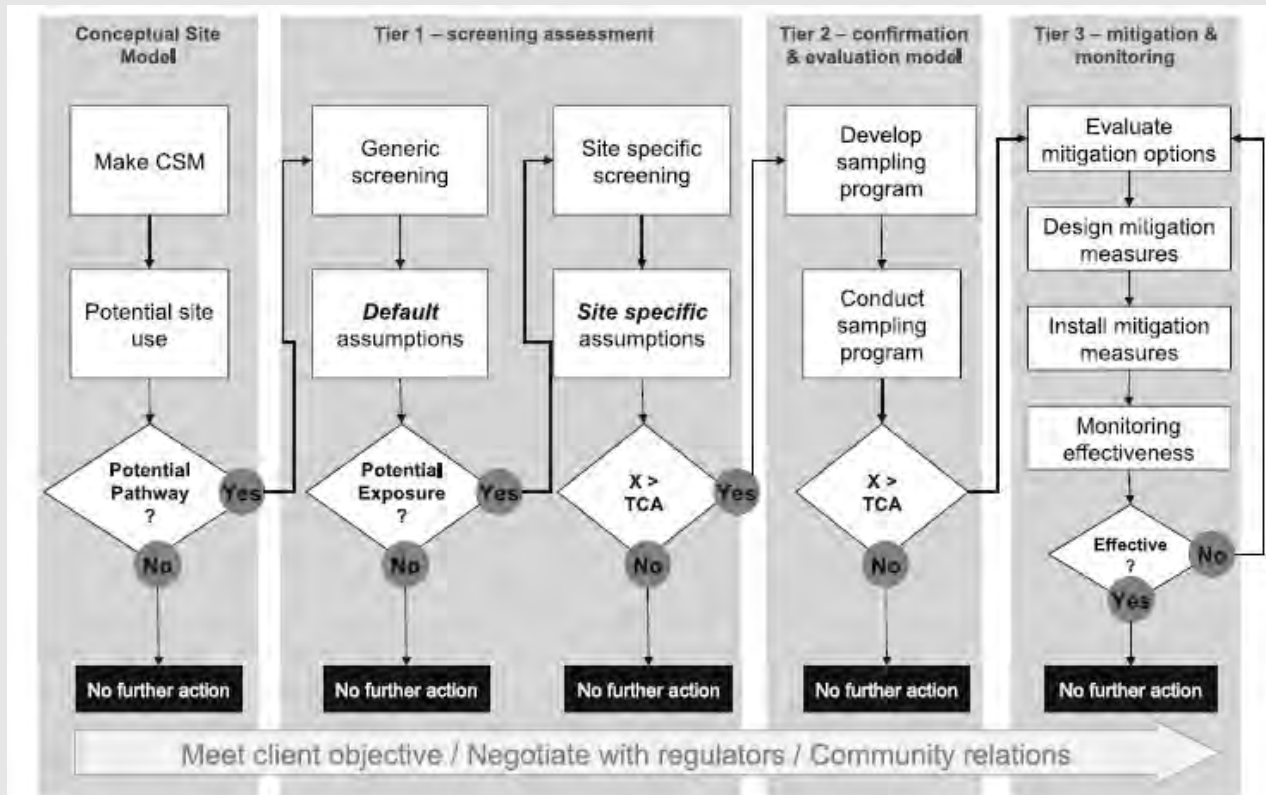 Conceptual Site
Model
Make CSM
Potential site
use
Potential
Pathway
?
Yes
No
No further action
Tier 1 – screening assessment
Generic
screening
Default
assumptions
Potential
Exposure
?
Yes
No
No further action
Site specific
screening
Site specific
assumptions
X >
TCA
Yes
No
No further action
Tier 2 – confirmation
& evaluation model
Develop
sampling
program
Conduct
sampling
program
X >
TCA
No
No further action
Tier 3 – mitigation &
monitoring
Evaluate
mitigation options
Design mitigation
measures
Install mitigation
measures
Monitoring
effectiveness
Effective
?
No
Yes
No further action
Meet client objective / Negotiate with regulators / Community relations